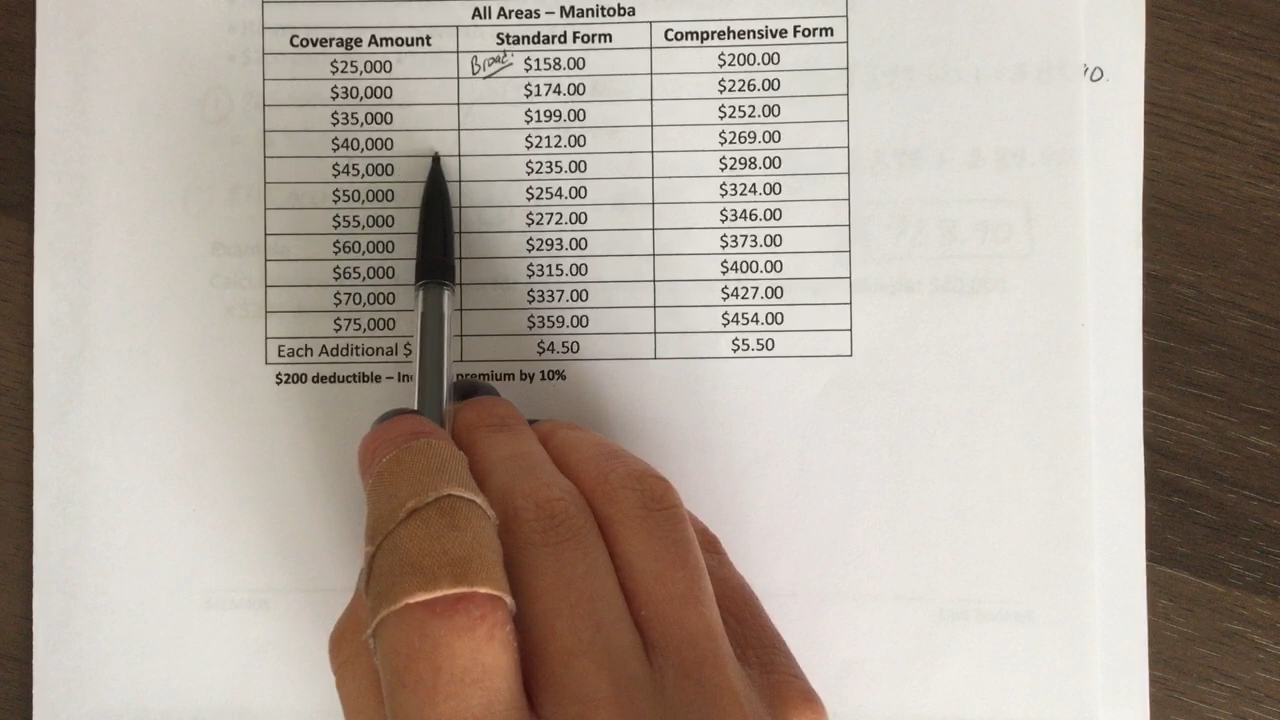 All Areas – Manitoba
Coverage Amount Standard Form Comprehensive Form
$25,000 Broad: $158.00 $200.00
$30,000 $174.00 $226.00
$35,000 $199.00 $252.00
$40,000 $212.00 $269.00
$45,000 $235.00 $298.00
$50,000 $254.00 $324.00
$55,000 $272.00 $346.00
$60,000 $293.00 $373.00
$65,000 $315.00 $400.00
$70,000 $337.00 $427.00
$75,000 $359.00 $454.00
Each Additional $ $4.50 $5.50
$200 deductible – premium by 10%